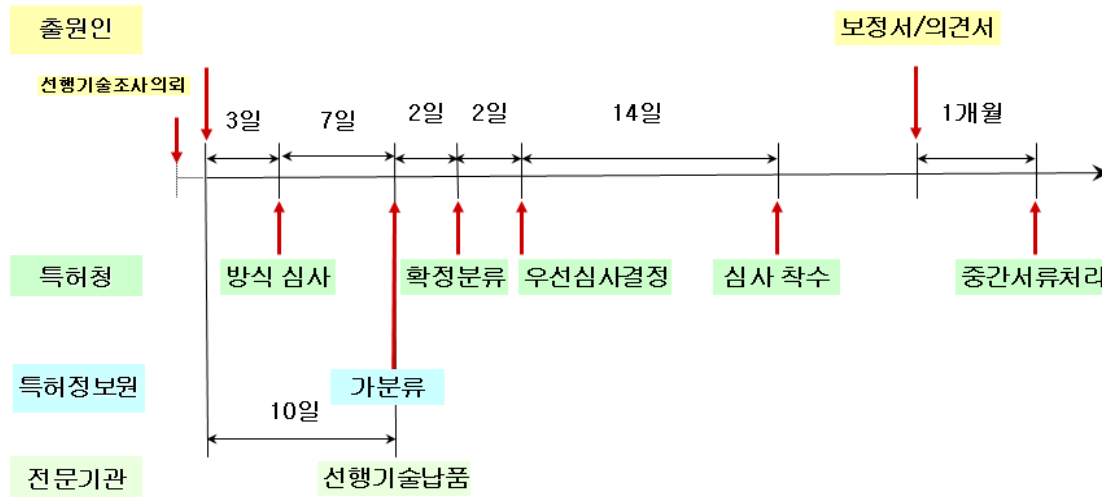 출원인
보정서/의견서
선행기술조사의뢰
3일
7일
2일
2일
14일
1개월
특허청
방식 심사
확정분류
우선심사결정
심사 착수
중간서류처리
특허정보원
가분류
10일
전문기관
선행기술납품